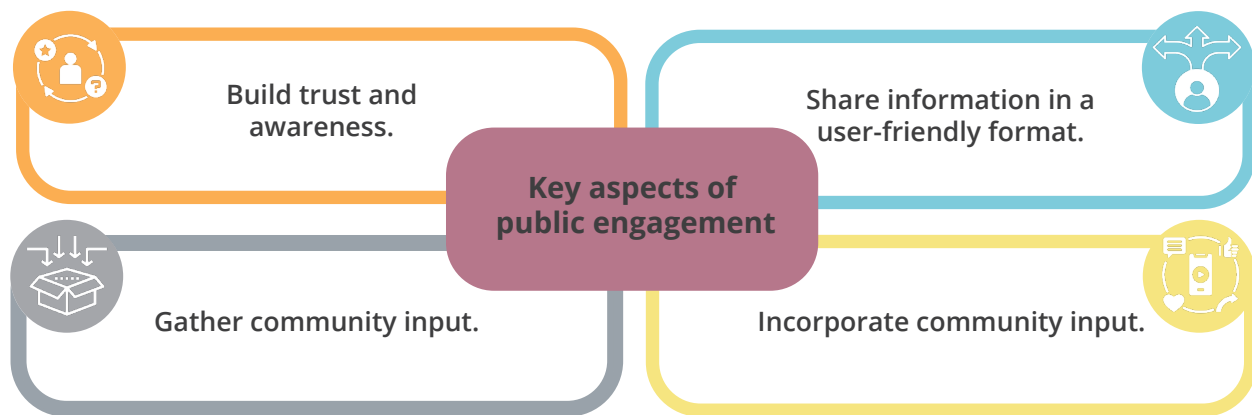 Build trust and
awareness.
Share information in a
user-friendly format.
Key aspects of
public engagement
Gather community input.
Incorporate community input.